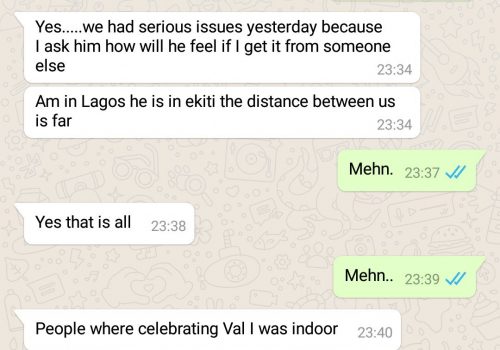 Yes.....we had serious issues yesterday because
I ask him how will he feel if I get it from someone
else
23:34
Am in Lagos he is in ekiti the distance between us
is far
23:34
Mehn. 23:37
Yes that is all 23:38
Mehn.. 23:39
People where celebrating Val I was indoor 23:40